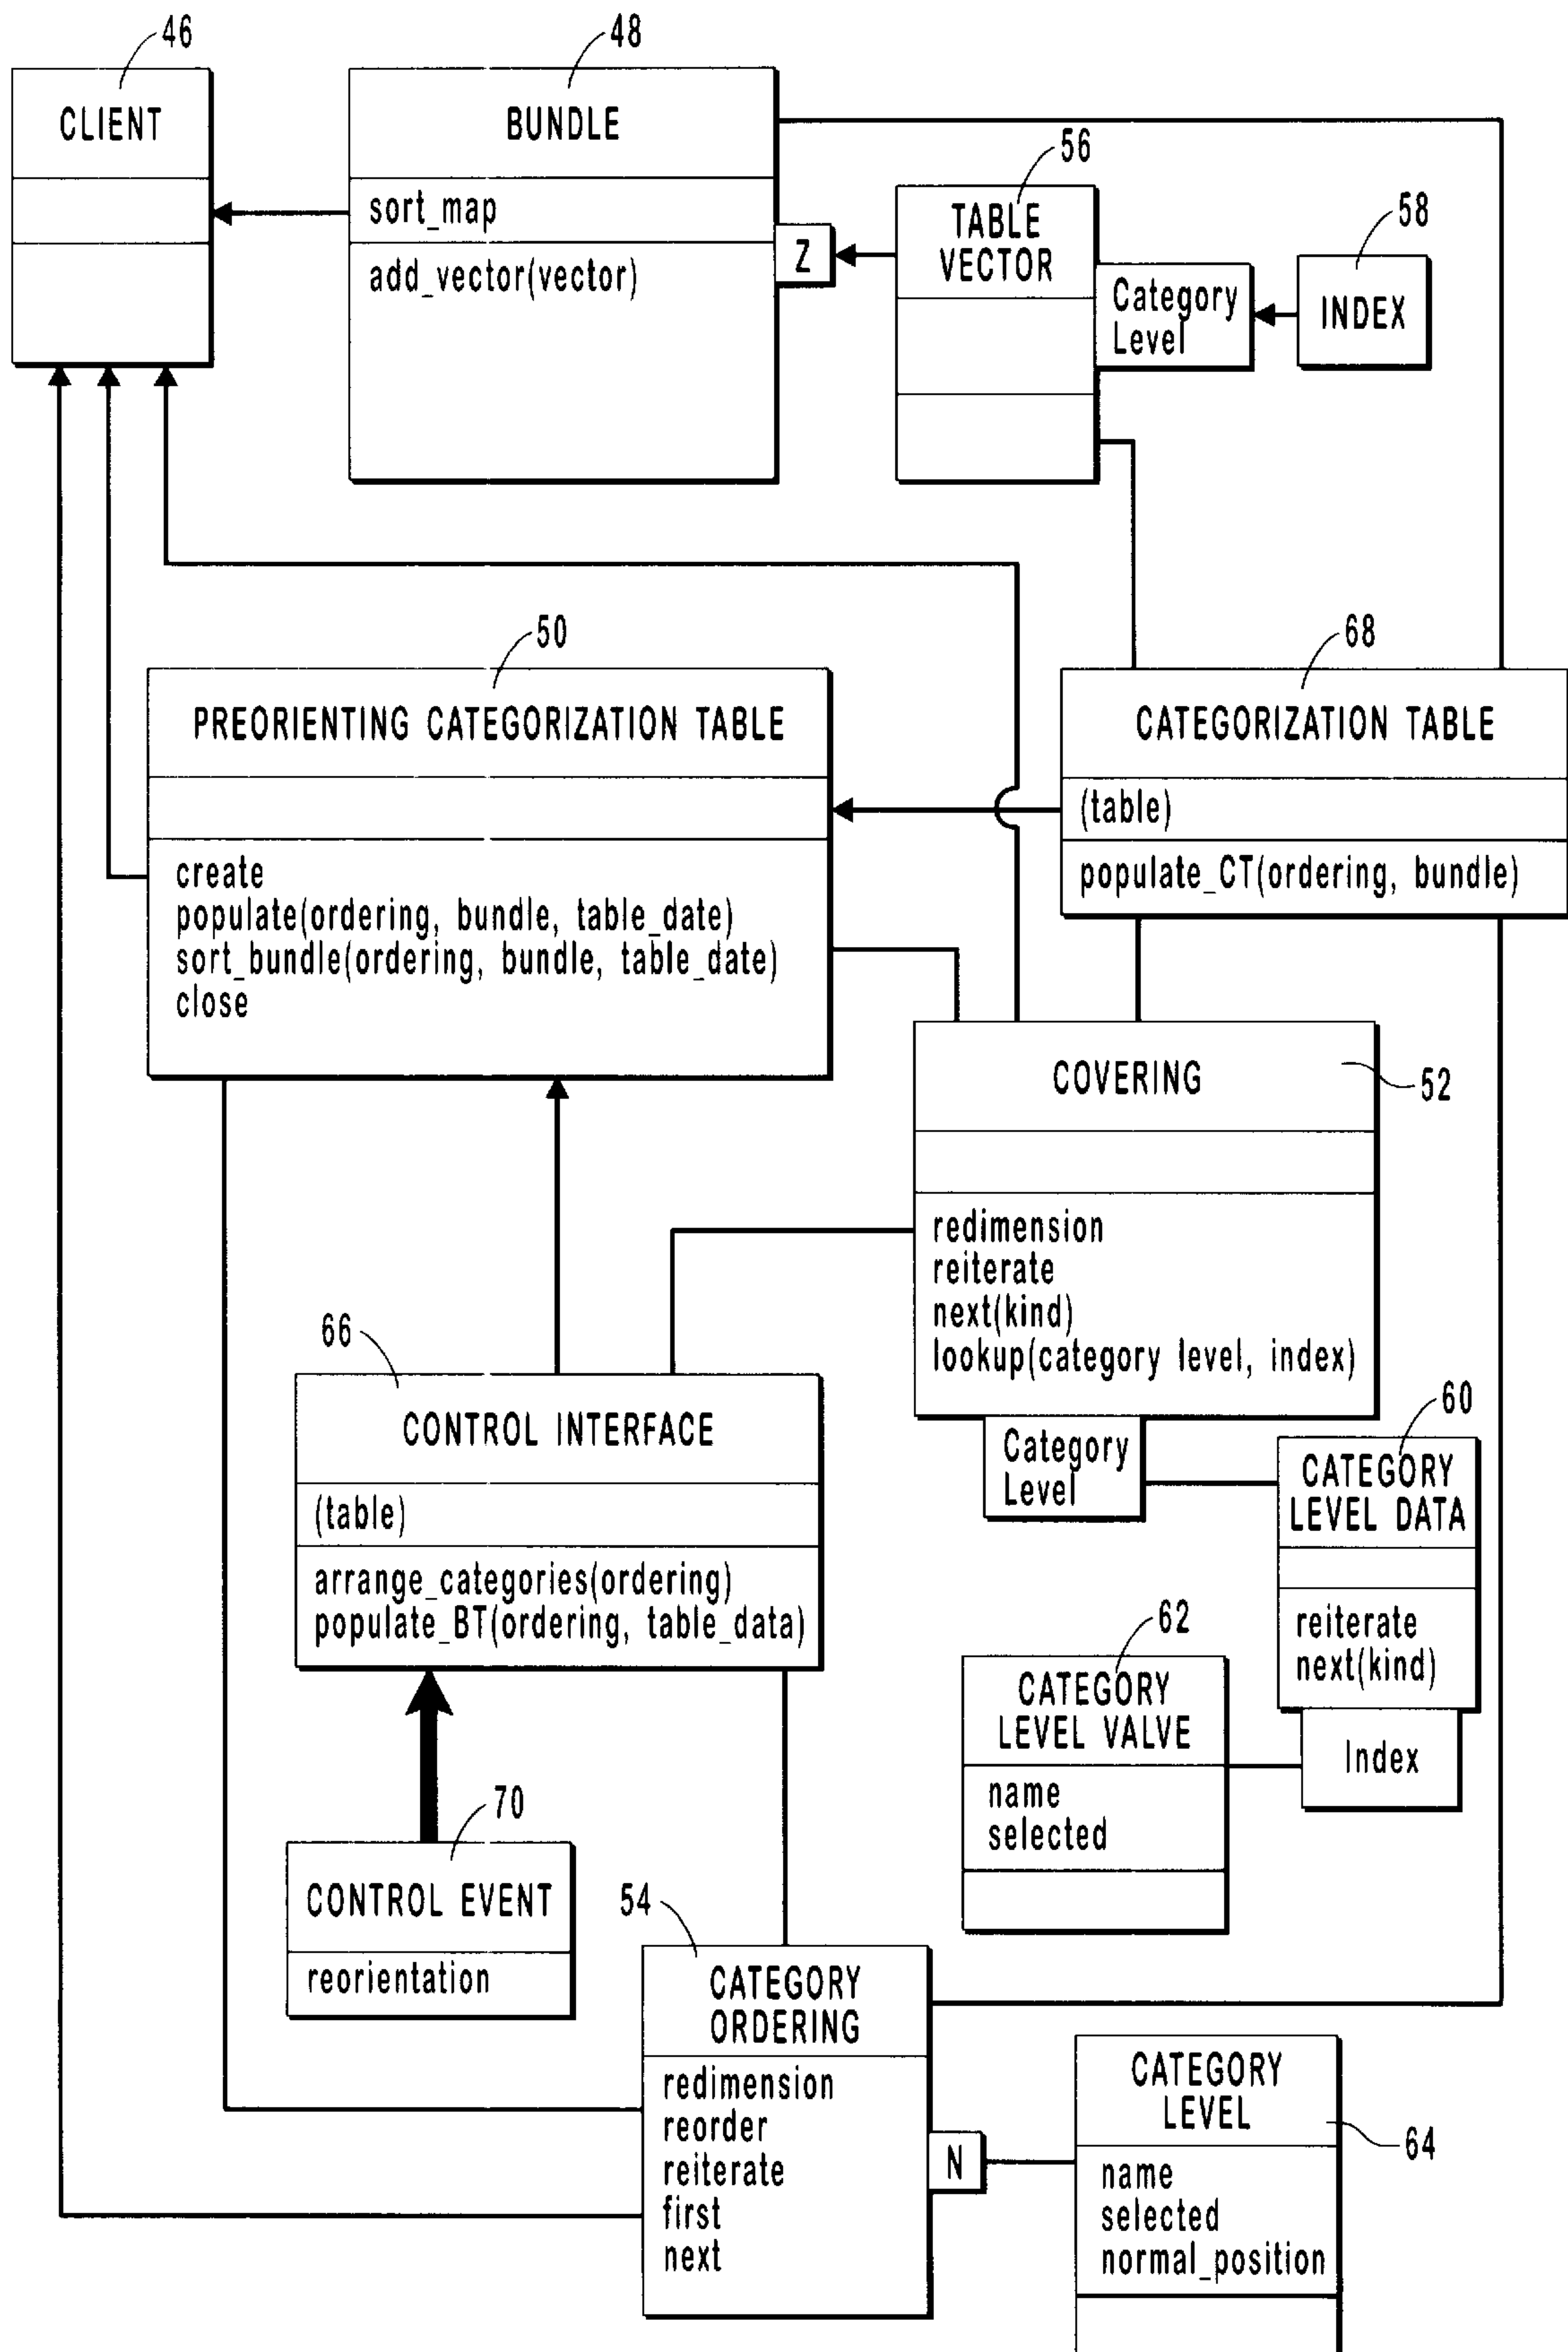 46
CLIENT
48
BUNDLE
sort_map
add_vector(vector)
Z
56
TABLE
VECTOR
Category
Level
58
INDEX
50
PREORIENTING CATEGORIZATION TABLE
create
populate(ordering, bundle, table_date)
sort_bundle(ordering, bundle, table_date)
close
68
CATEGORIZATION TABLE
(table)
populate_CT(ordering, bundle)
COVERING
52
redimension
reiterate
next(kind)
lookup(category level, index)
Category
Level
66
CONTROL INTERFACE
(table)
arrange_categories(ordering)
populate_BT(ordering, table_data)
60
CATEGORY
LEVEL DATA
reiterate
next(kind)
Index
62
CATEGORY
LEVEL VALVE
name
selected
70
CONTROL EVENT
reorientation
54
CATEGORY
ORDERING
redimension
reorder
reiterate
first
next
N
CATEGORY
LEVEL
64
name
selected
normal_position